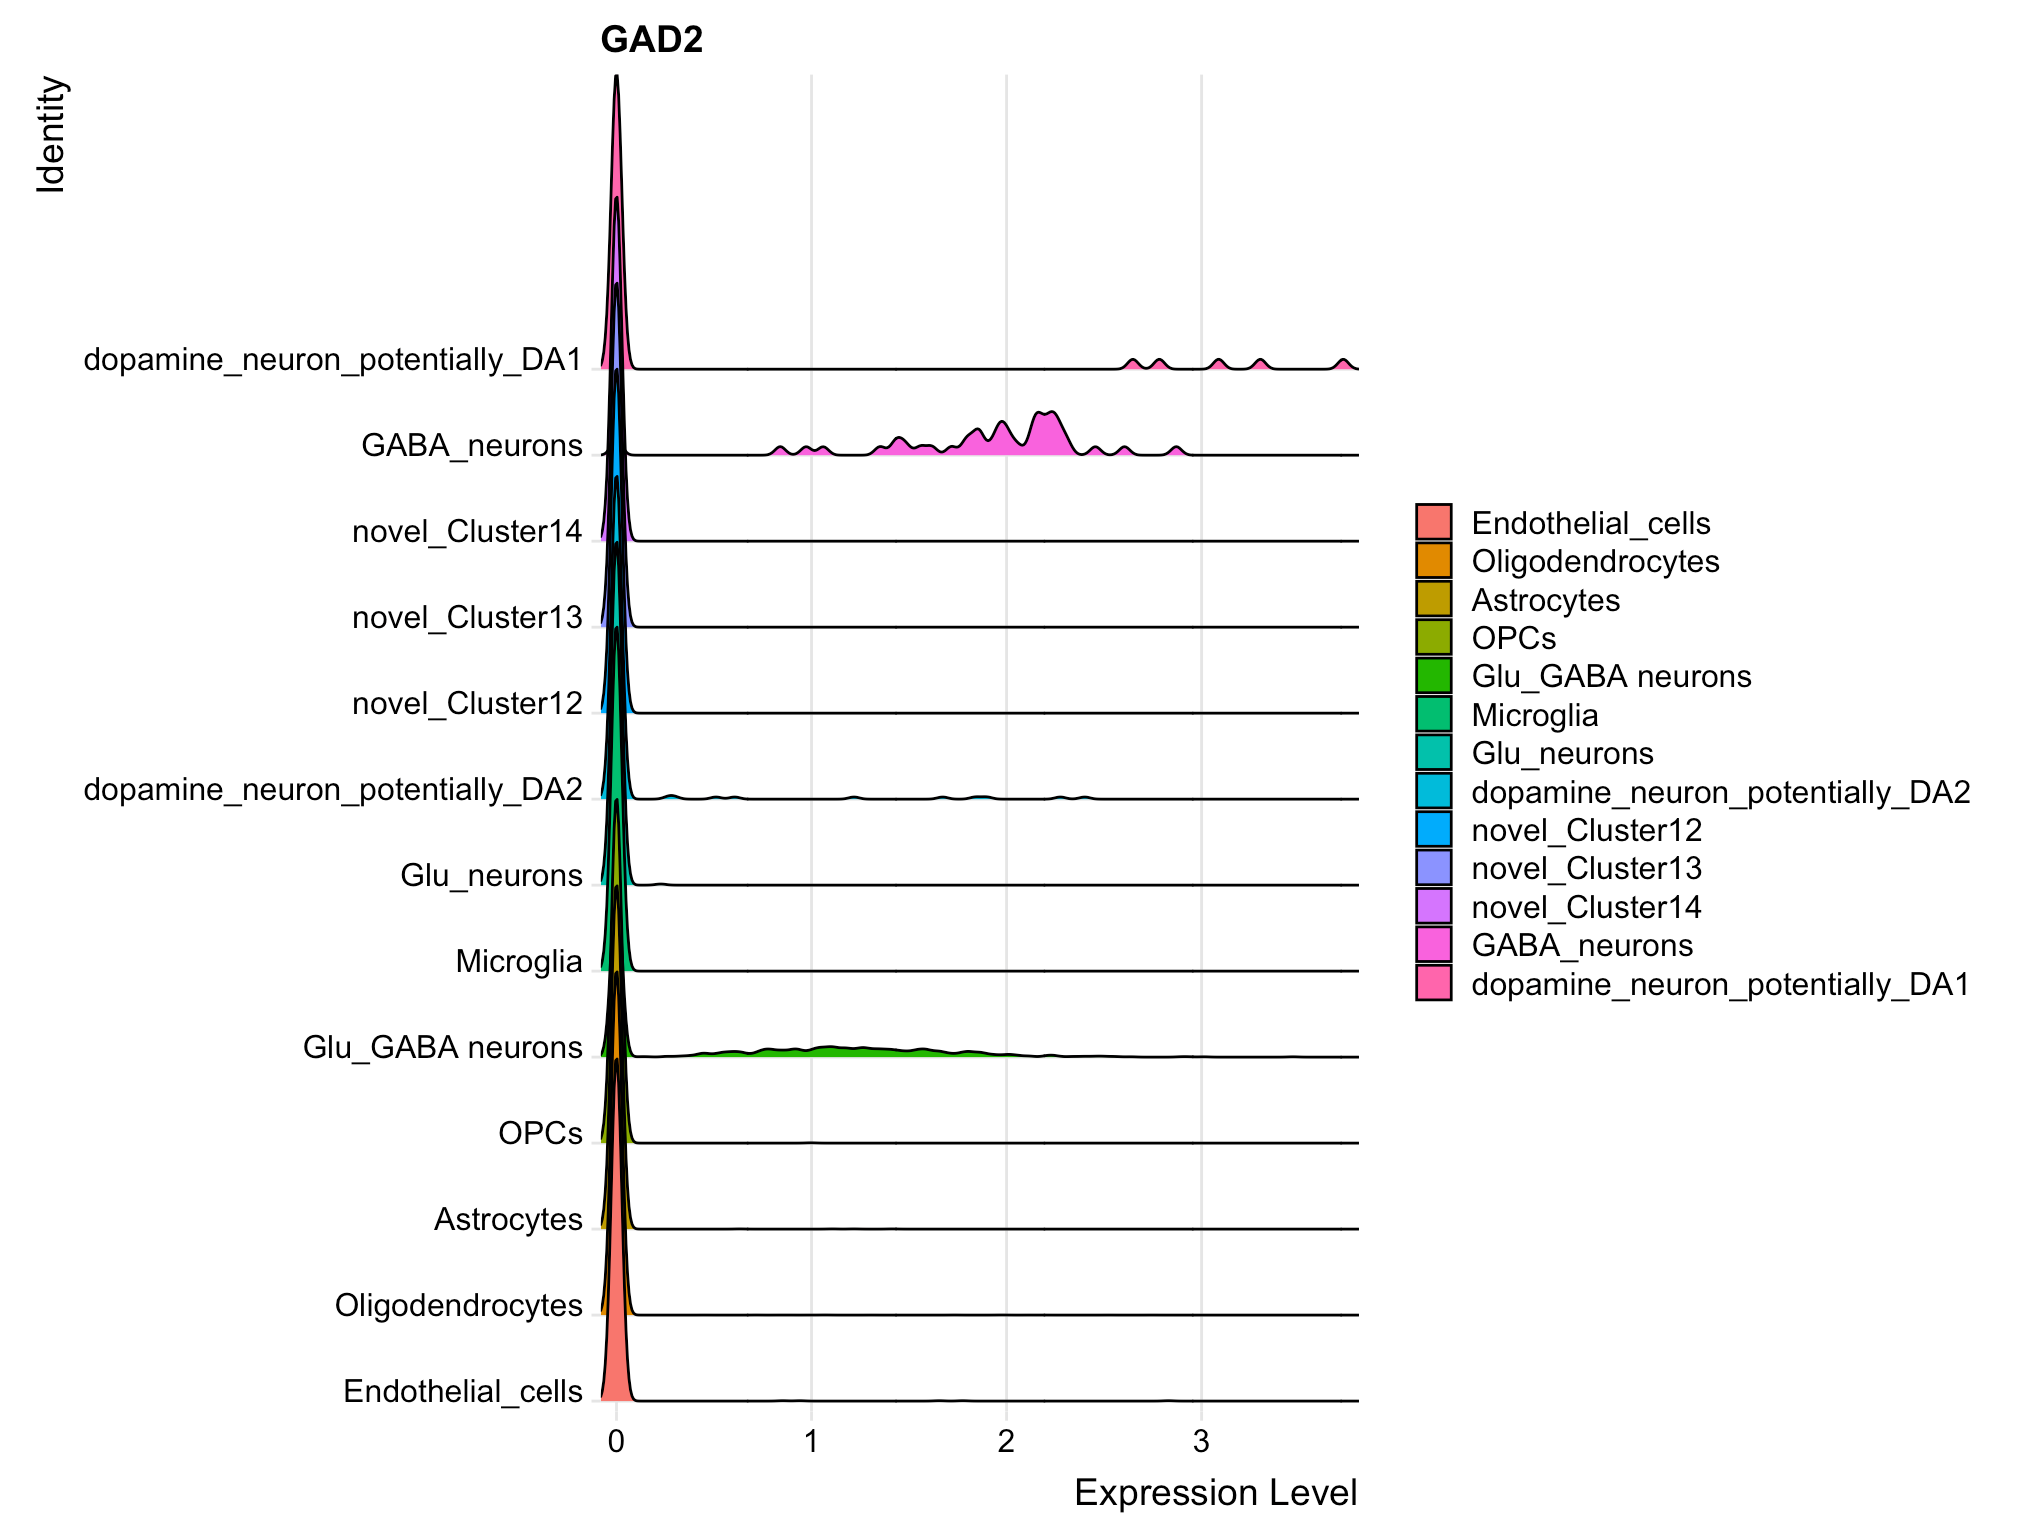 GAD2
Identity
dopamine_neuron_potentially_DA1
GABA_neurons
novel_Cluster14
novel_Cluster13
novel_Cluster12
dopamine_neuron_potentially_DA2
Glu_neurons
Microglia
Glu_GABA neurons
OPCs
Astrocytes
Oligodendrocytes
Endothelial_cells
0 1 2 3
Expression Level
Endothelial_cells
Oligodendrocytes
Astrocytes
OPCs
Glu_GABA neurons
Microglia
Glu_neurons
dopamine_neuron_potentially_DA2
novel_Cluster12
novel_Cluster13
novel_Cluster14
GABA_neurons
dopamine_neuron_potentially_DA1